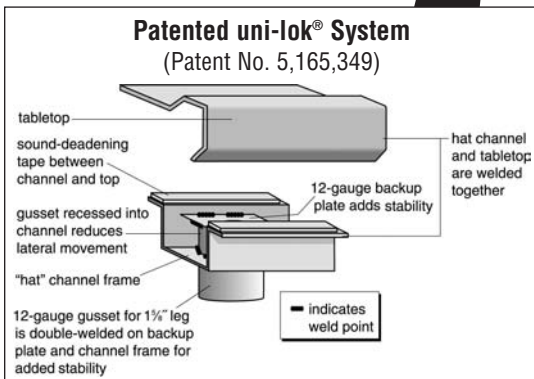 Patented uni-lok® System
(Patent No. 5,165,349)
tabletop
sound-deadening
tape between
channel and top
gusset recessed into
channel reduces
lateral movement
"hat" channel frame
12-gauge gusset for 1⅝" leg
is double-welded on backup
plate and channel frame for
added stability
12-gauge backup
plate adds stability
hat channel
and tabletop
are welded
together
indicates
weld point